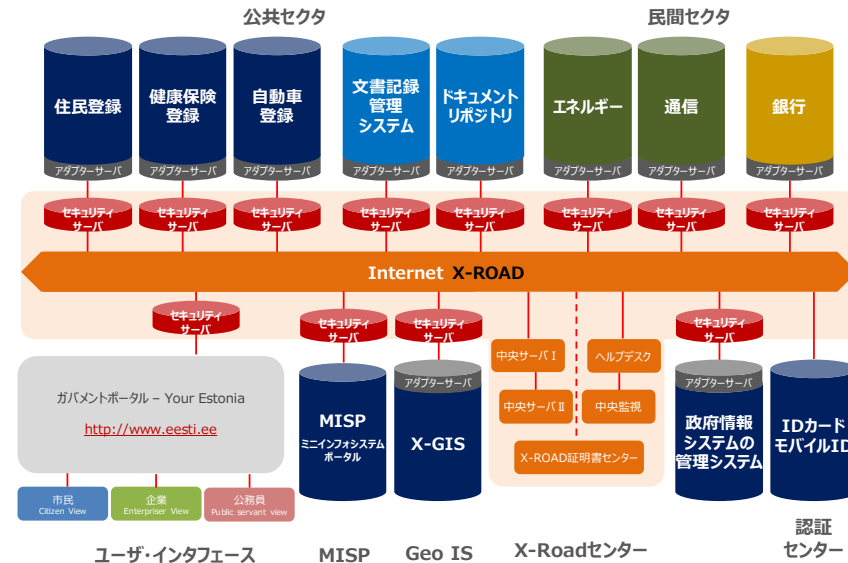 公共セクタ
民間セクタ
住民登録
健康保険
登録
自動車
登録
文書記録
管理
システム
ドキュメント
リポジトリ
エネルギー
通信
銀行
アダプターサーバ
アダプターサーバ
アダプターサーバ
アダプターサーバ
アダプターサーバ
アダプターサーバ
アダプターサーバ
アダプターサーバ
セキュリティ
サーバ
セキュリティ
サーバ
セキュリティ
サーバ
セキュリティ
サーバ
セキュリティ
サーバ
セキュリティ
サーバ
セキュリティ
サーバ
セキュリティ
サーバ
Internet X-ROAD
セキュリティ
サーバ
セキュリティ
サーバ
セキュリティ
サーバ
セキュリティ
サーバ
ガバメントポータル – Your Estonia
http://www.eesti.ee
市民
Citizen View
企業
Enterpriser View
公務員
Public servant view
MISP
ミニインフォシステム
ポータル
アダプターサーバ
X-GIS
中央サーバⅠ
中央サーバⅡ
ヘルプデスク
中央監視
X-ROAD証明書センター
アダプターサーバ
政府情報
システムの
管理システム
IDカード
モバイルID
ユーザ・インタフェース
MISP
Geo IS
X-Roadセンター
認証
センター